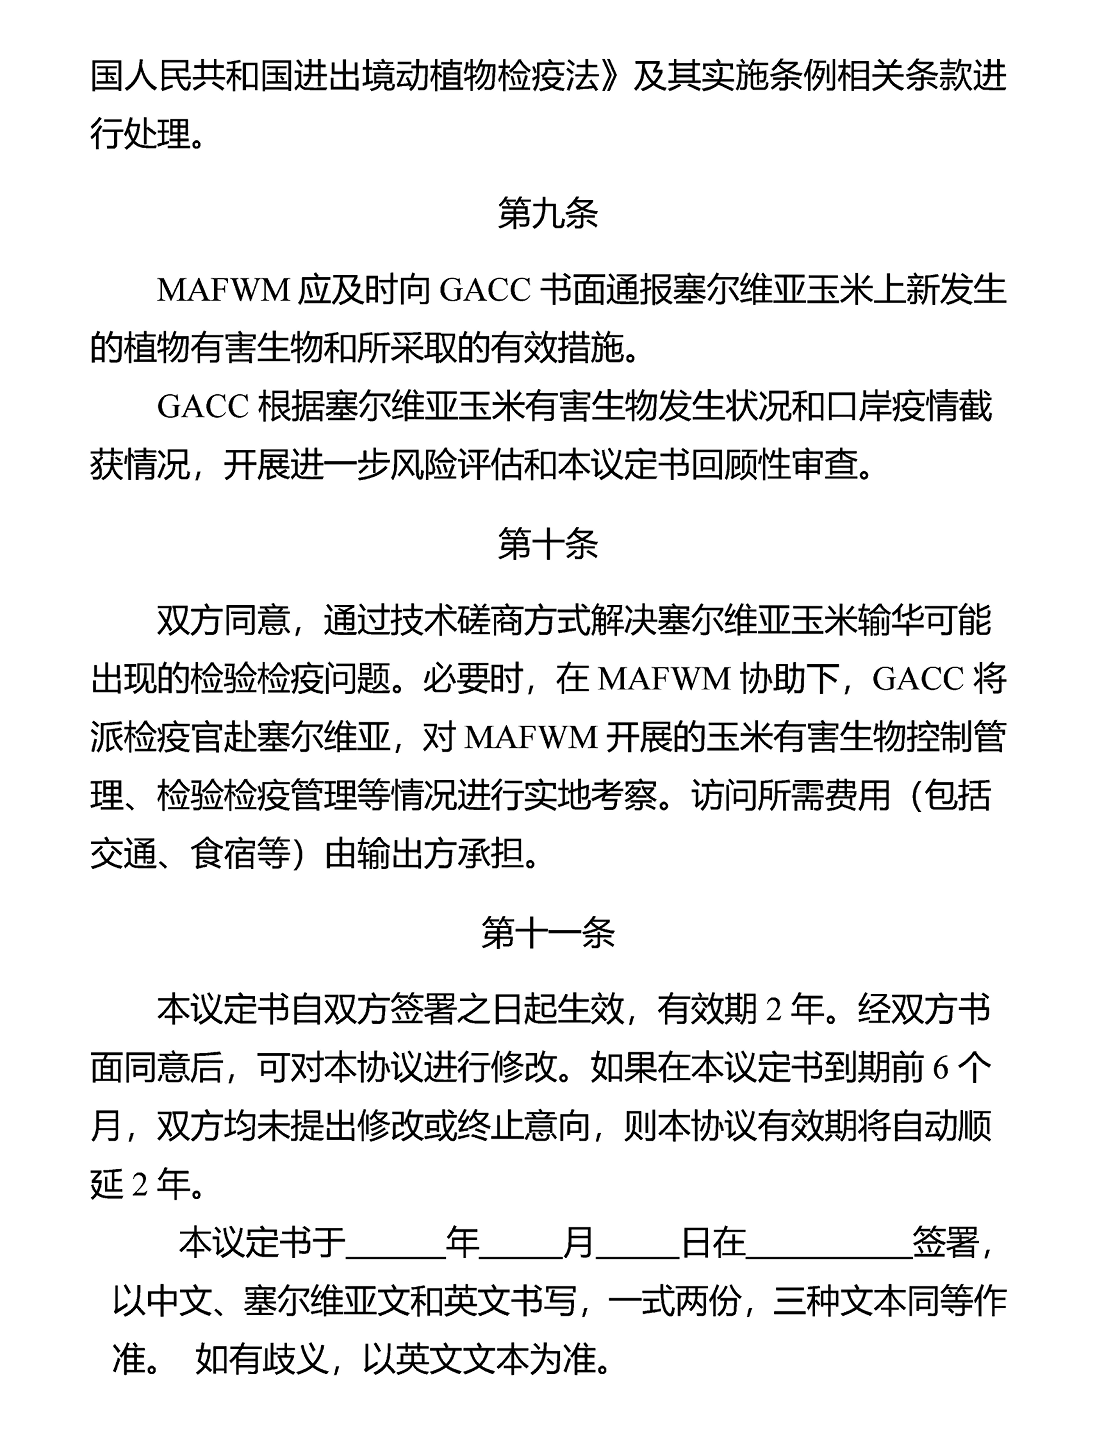 国人民共和国进出境动植物检疫法》及其实施条例相关条款进
行处理。
第九条
MAFWM 应及时向 GACC 书面通报塞尔维亚玉米上新发生
的植物有害生物和所采取的有效措施。
GACC 根据塞尔维亚玉米有害生物发生状况和口岸疫情截
获情况，开展进一步风险评估和本议定书回顾性审查。
第十条
双方同意，通过技术磋商方式解决塞尔维亚玉米输华可能
出现的检验检疫问题。必要时，在 MAFWM 协助下，GACC 将
派检疫官赴塞尔维亚，对 MAFWM 开展的玉米有害生物控制管
理、检验检疫管理等情况进行实地考察。访问所需费用（包括
交通、食宿等）由输出方承担。
第十一条
本议定书自双方签署之日起生效，有效期 2 年。经双方书
面同意后，可对本协议进行修改。如果在本议定书到期前 6 个
月，双方均未提出修改或终止意向，则本协议有效期将自动顺
延 2 年。
本议定书于______年_____月_____日在__________签署，
以中文、塞尔维亚文和英文书写，一式两份，三种文本同等作
准。 如有歧义，以英文文本为准。